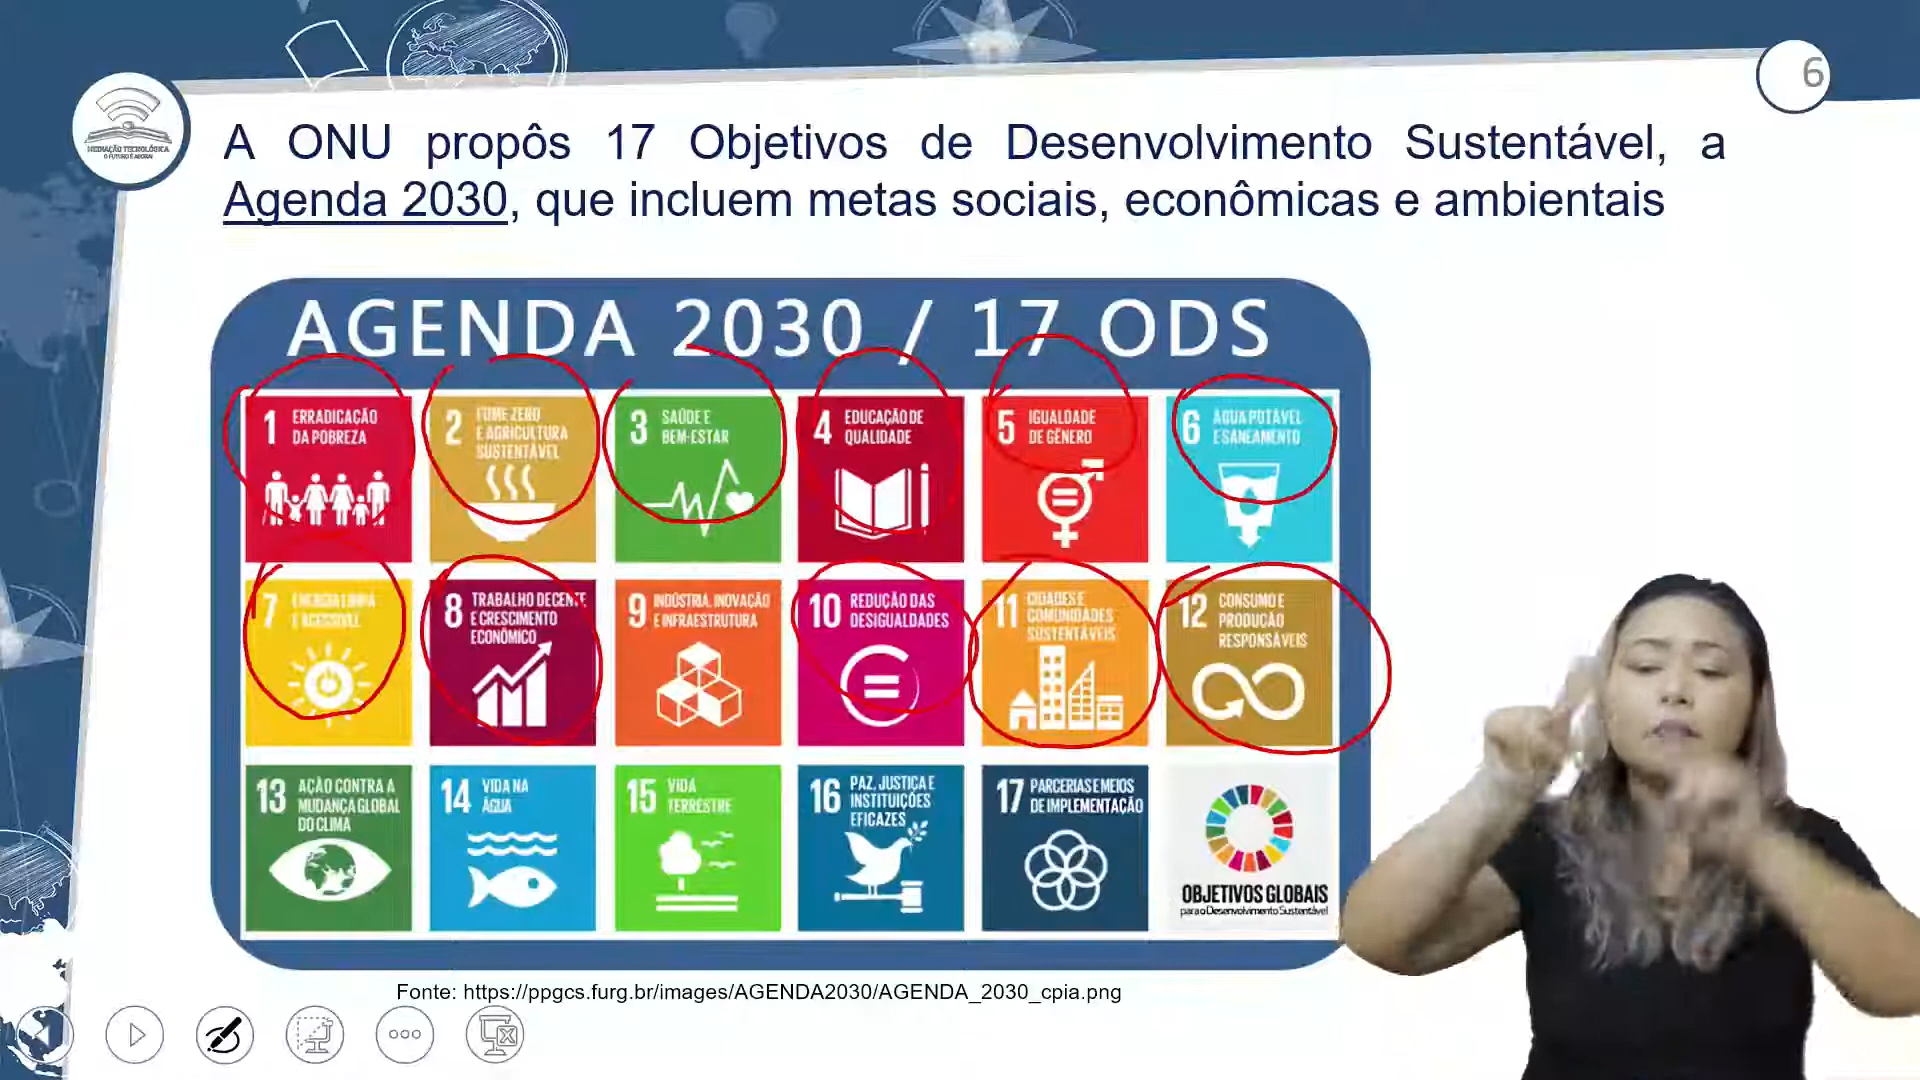 6
MEDIAÇÃO TECNOLÓGICA
O FUTURO É AGORA!
A ONU propôs 17 Objetivos de Desenvolvimento Sustentável, a
Agenda 2030, que incluem metas sociais, econômicas e ambientais
AGENDA 2030 / 17 ODS
1 ERRADICAÇÃO
DA POBREZA
2 FOME ZERO
E AGRICULTURA
SUSTENTÁVEL
3 SAÚDE E
BEM-ESTAR
4 EDUCAÇÃO DE
QUALIDADE
5 IGUALDADE
DE GÊNERO
6 ÁGUA POTÁVEL
E SANEAMENTO
7 ENERGIA LIMPA
E ACESSÍVEL
8 TRABALHO DECENTE
E CRESCIMENTO
ECONÔMICO
9 INDÚSTRIA, INOVAÇÃO
E INFRAESTRUTURA
10 REDUÇÃO DAS
DESIGUALDADES
11 CIDADES E
COMUNIDADES
SUSTENTÁVEIS
12 CONSUMO E
PRODUÇÃO
RESPONSÁVEIS
13 AÇÃO CONTRA A
MUDANÇA GLOBAL
DO CLIMA
14 VIDA NA
ÁGUA
15 VIDA
TERRESTRE
16 PAZ, JUSTIÇA E
INSTITUIÇÕES
EFICAZES
17 PARCERIAS E MEIOS
DE IMPLEMENTAÇÃO
OBJETIVOS GLOBAIS
para o Desenvolvimento Sustentável
Fonte: https://ppgcs.furg.br/images/AGENDA2030/AGENDA_2030_cpia.png